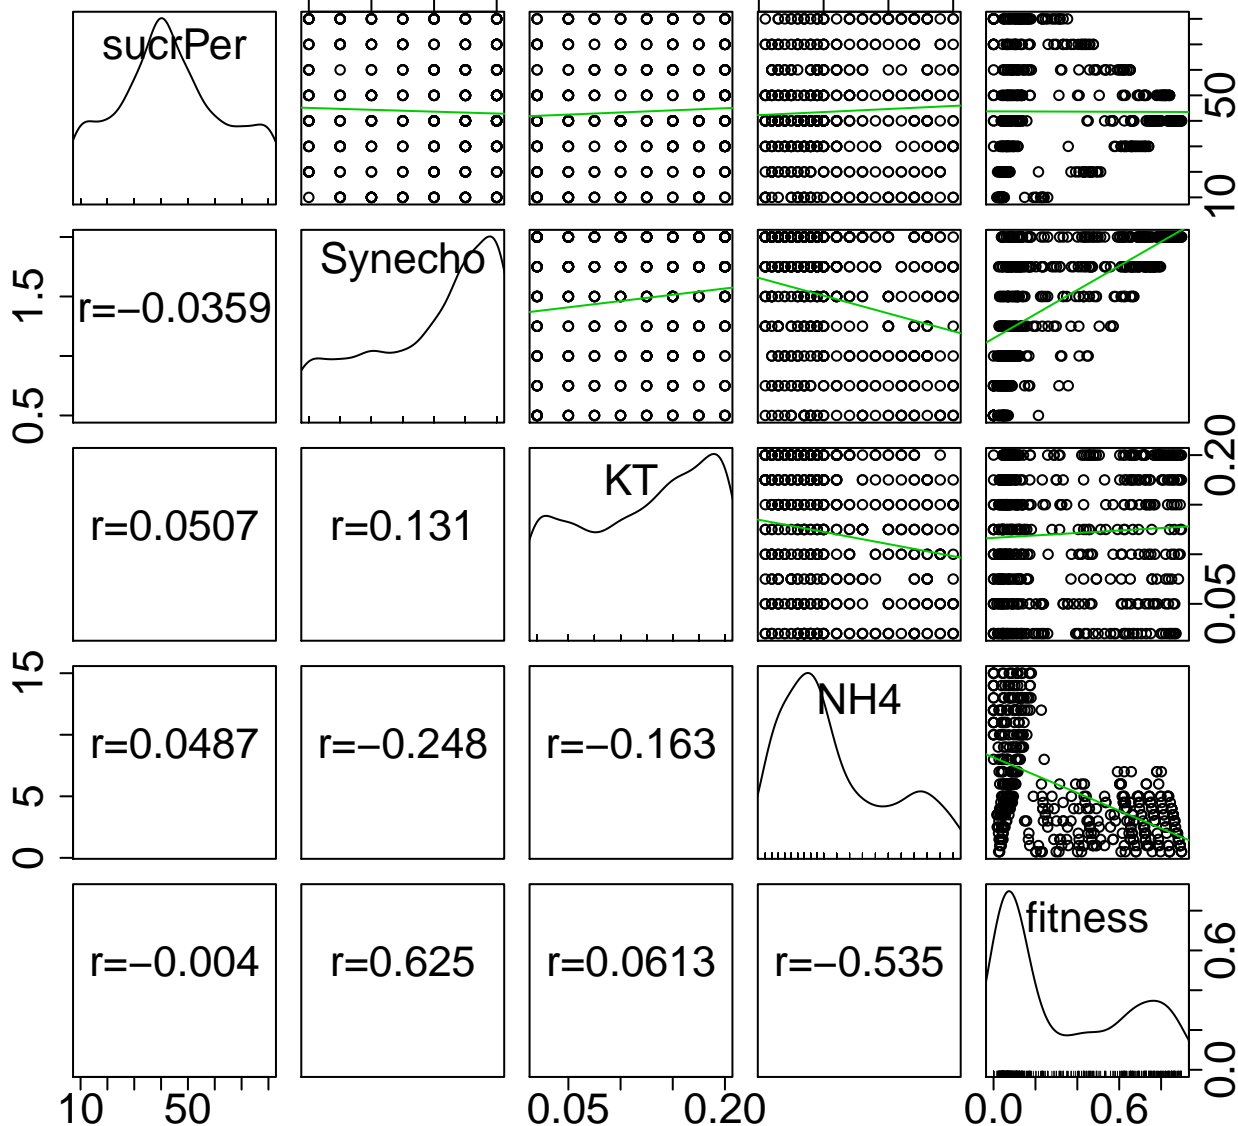 sucrPer
50
10
1.5
0.5
r=−0.0359
Synecho
r=0.0507
r=0.131
KT
0.20
0.05
15
5
0
r=0.0487
r=−0.248
r=−0.163
NH4
r=−0.004
r=0.625
r=0.0613
r=−0.535
fitness
0.6
0.0
10 50 0.05 0.20 0.0 0.6